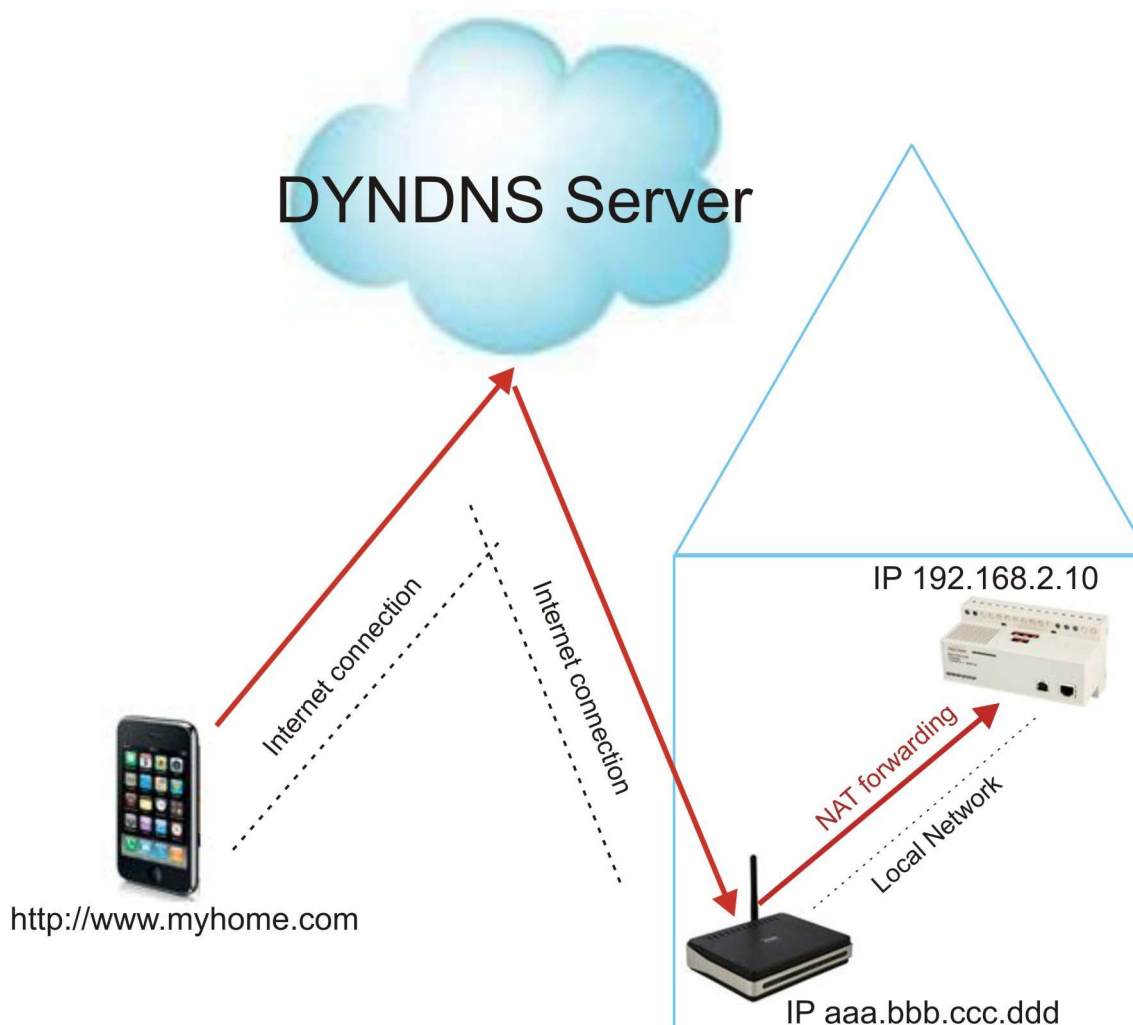 DYNDNS Server
IP 192.168.2.10
Internet connection
Internet connection
NAT forwarding
Local Network
http://www.myhome.com
IP aaa.bbb.ccc.ddd